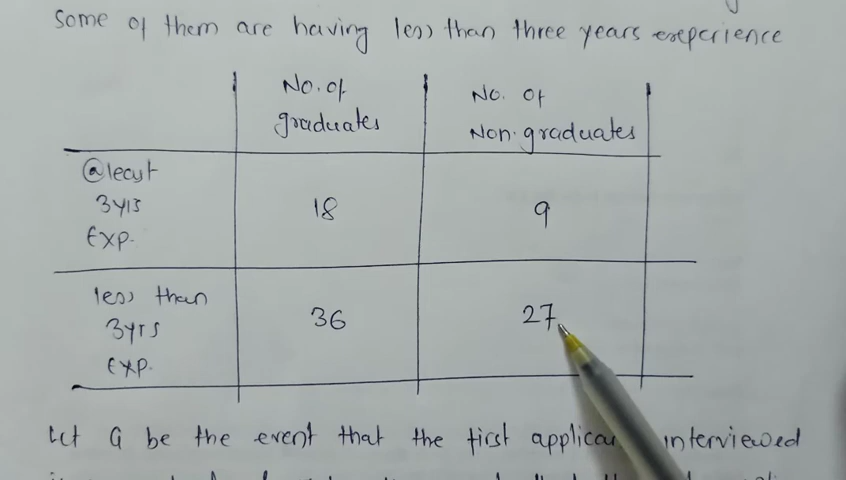 some of them are having less than three years experience
No. of graduates
No. of Non-graduates
@least 3yrs Exp.
18
9
less than 3yrs Exp.
36
27
let G be the event that the first interviewed